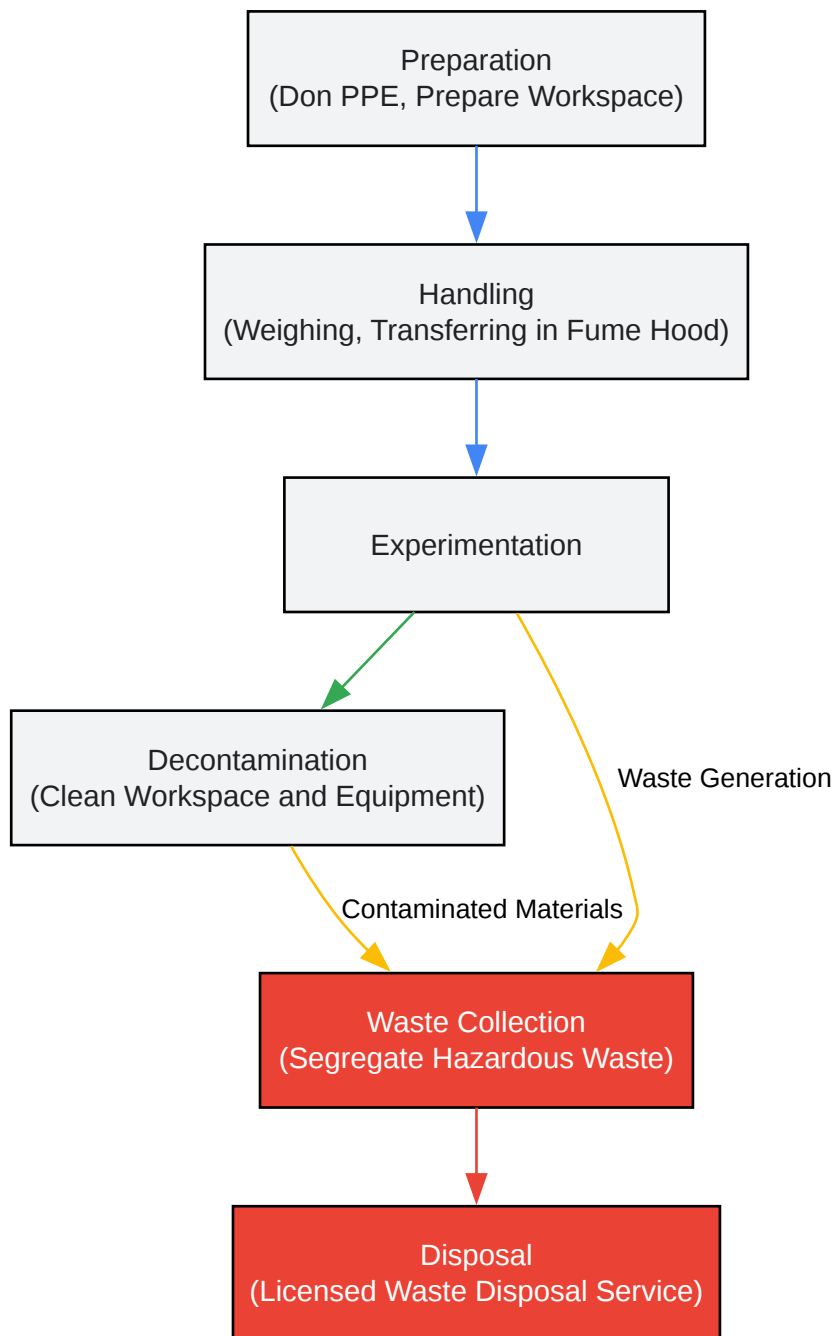 Preparation
(Don PPE, Prepare Workspace)
Handling
(Weighing, Transferring in Fume Hood)
Experimentation
Decontamination
(Clean Workspace and Equipment)
Waste Generation
Contaminated Materials
Waste Collection
(Segregate Hazardous Waste)
Disposal
(Licensed Waste Disposal Service)